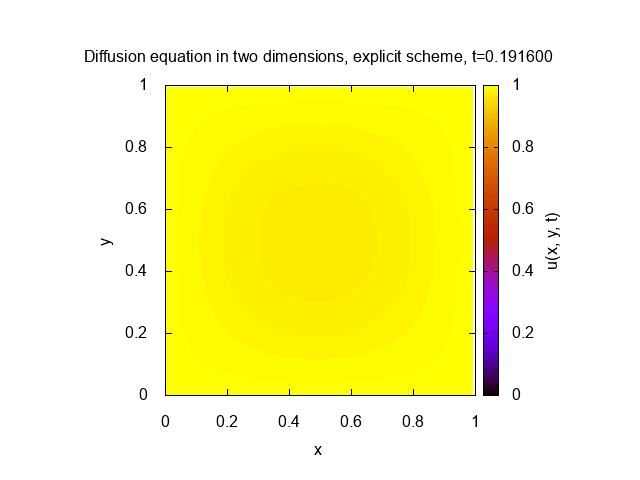 Diffusion equation in two dimensions, explicit scheme, t=0.191600
1
0.8
0.6
0.4
0.2
0
y
0 0.2 0.4 0.6 0.8 1
x
1
0.8
0.6
0.4
0.2
0
u(x, y, t)